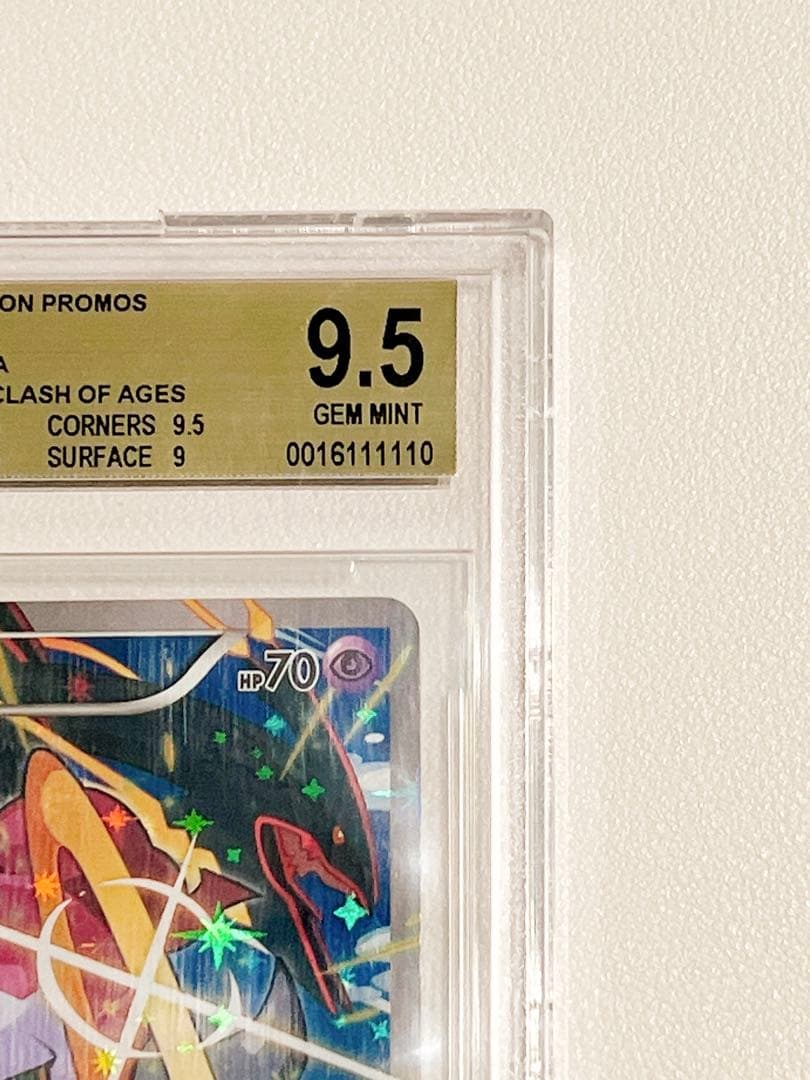 ON PROMOS
A
CLASH OF AGES
9.5
CORNERS 9.5
GEM MINT
SURFACE 9
0016111110
HP70